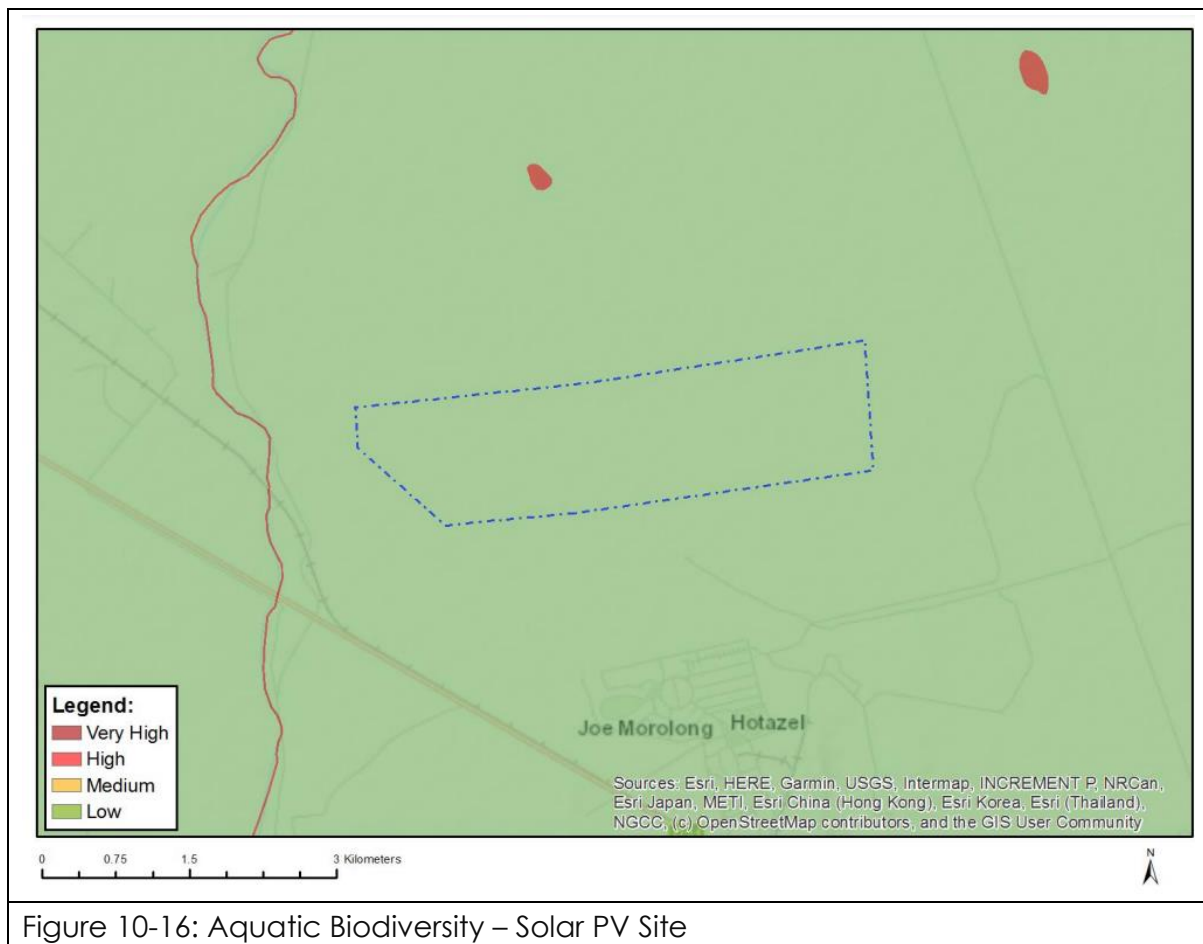 Joe Morolong
Hotazel
Legend:
Very High
High
Medium
Low
Sources: Esri, HERE, Garmin, USGS, Intermap, INCREMENT P, NRCan,
Esri Japan, METI, Esri China (Hong Kong), Esri Korea, Esri (Thailand),
NGCC, (c) OpenStreetMap contributors, and the GIS User Community
0 0.75 1.5 3 Kilometers
N
Figure 10-16: Aquatic Biodiversity – Solar PV Site